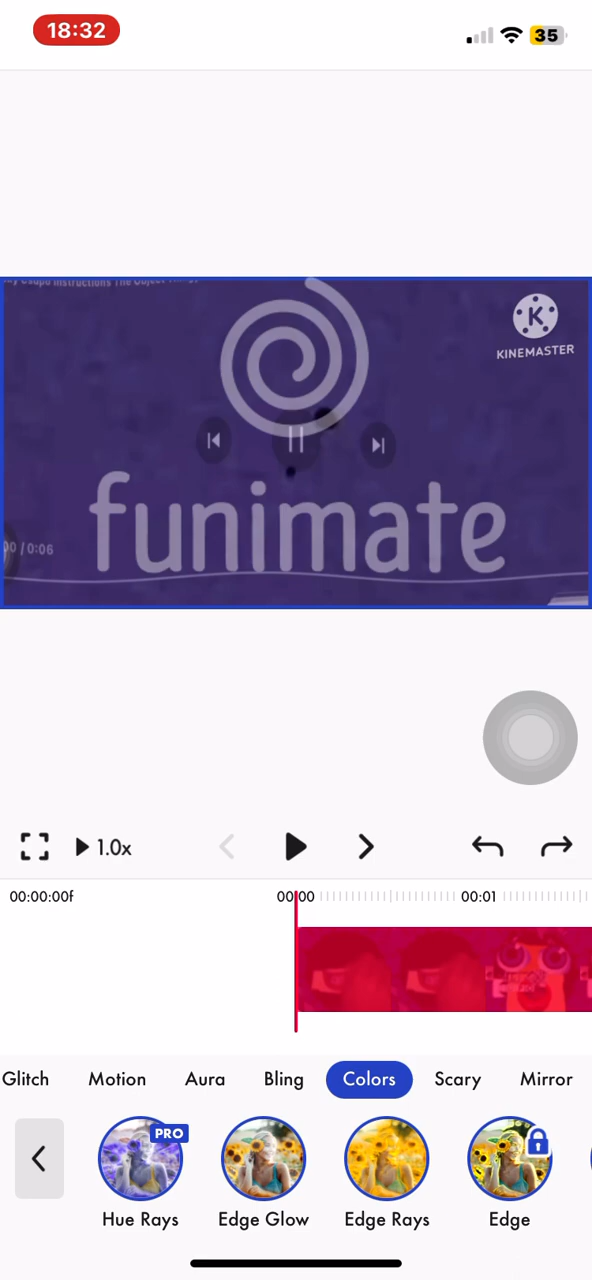 18:32
35
K
KINEMASTER
funimate
00 / 0:06
1.0x
00:00:00f
00:00
00:01
Glitch
Motion
Aura
Bling
Colors
Scary
Mirror
PRO
Hue Rays
Edge Glow
Edge Rays
Edge